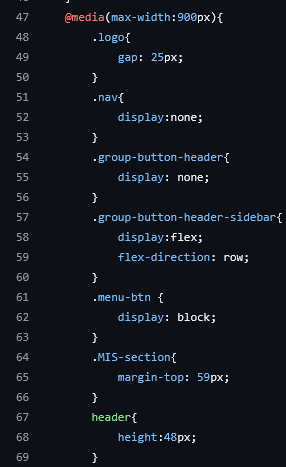 47 @media(max-width:900px){
48 .logo{
49 gap: 25px;
50 }
51 .nav{
52 display:none;
53 }
54 .group-button-header{
55 display: none;
56 }
57 .group-button-header-sidebar{
58 display:flex;
59 flex-direction: row;
60 }
61 .menu-btn {
62 display: block;
63 }
64 .MIS-section{
65 margin-top: 59px;
66 }
67 header{
68 height:48px;
69 }